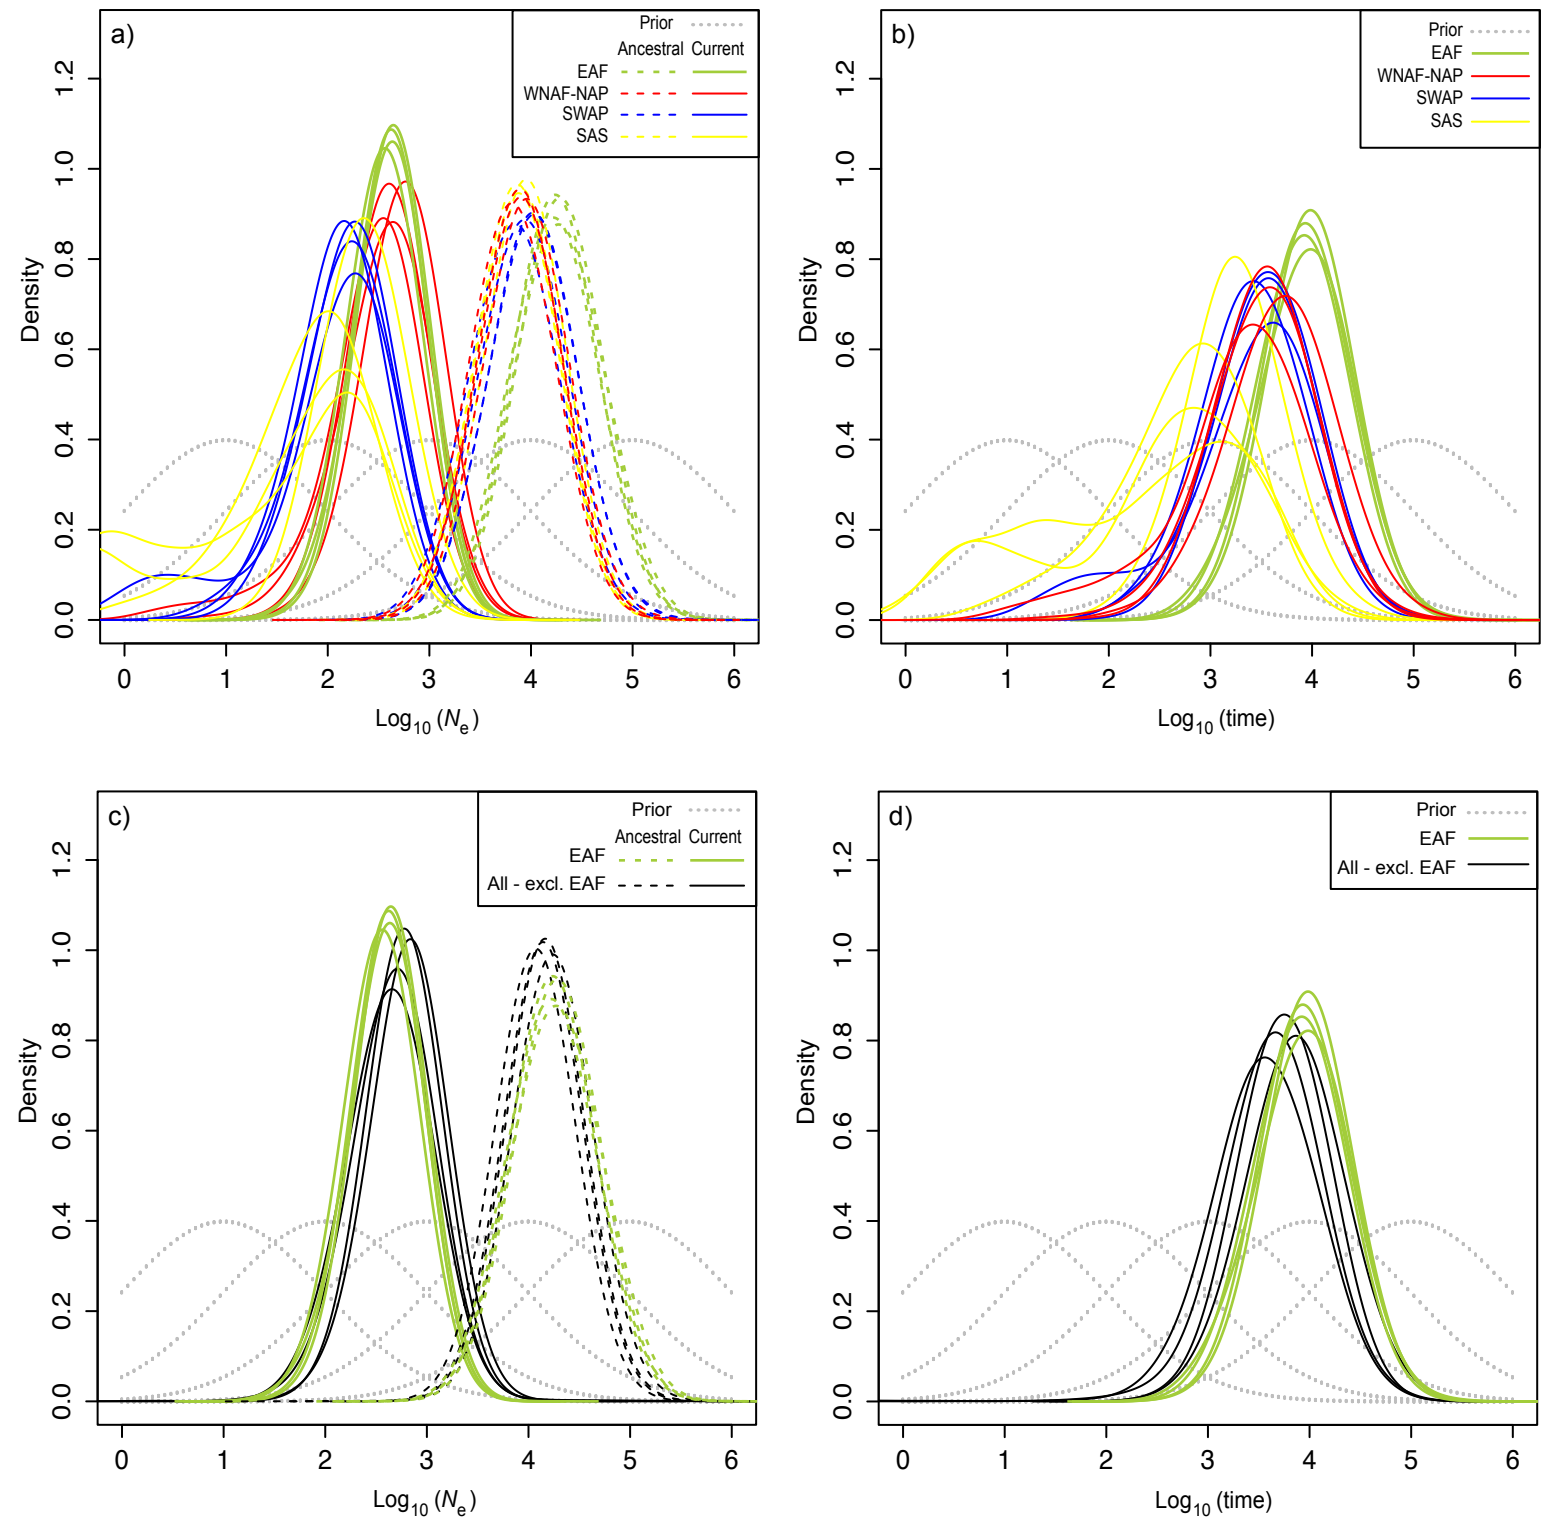 a)
Prior
Ancestral Current
EAF
WNAF-NAP
SWAP
SAS
Density
0.0 0.2 0.4 0.6 0.8 1.0 1.2
0 1 2 3 4 5 6
Log10 (Ne)
b)
Prior
EAF
WNAF-NAP
SWAP
SAS
Density
0.0 0.2 0.4 0.6 0.8 1.0 1.2
0 1 2 3 4 5 6
Log10 (time)
c)
Prior
Ancestral Current
EAF
All - excl. EAF
Density
0.0 0.2 0.4 0.6 0.8 1.0 1.2
0 1 2 3 4 5 6
Log10 (Ne)
d)
Prior
EAF
All - excl. EAF
Density
0.0 0.2 0.4 0.6 0.8 1.0 1.2
0 1 2 3 4 5 6
Log10 (time)